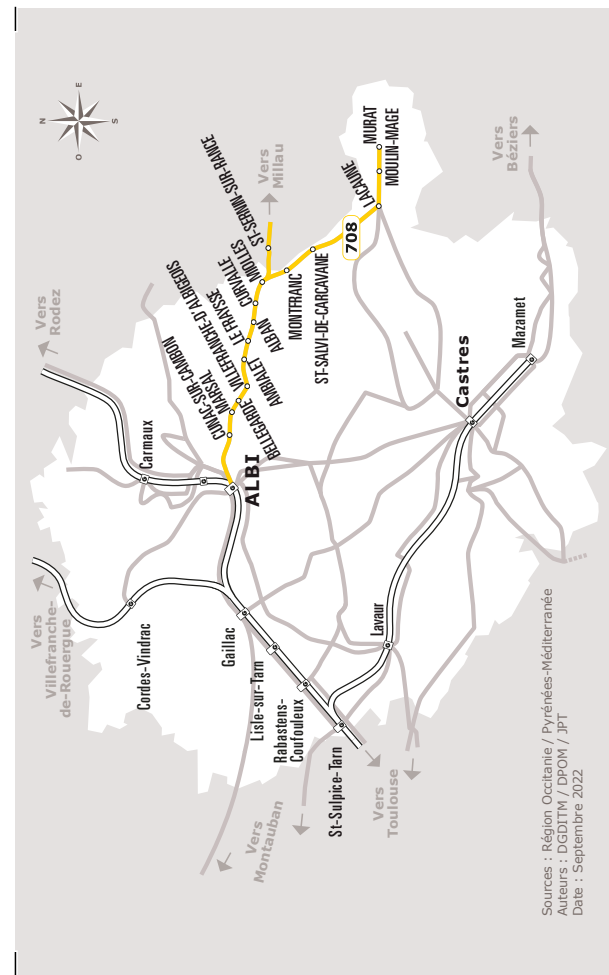 N
E
S
O
Vers
Rodez
Vers
Villefranche-
de-Rouergue
Carmaux
Cordes-Vindrac
ALBI
CUNAC-SUR-CAMBON
MARSAL
BELLEGARDE
VILLEFRANCHE-D'ALBIGEOIS
AMBIALET
LE FRAYSSE
ALBAN
CURVALLE
MIOLLES
ST-SERNIN-SUR-RANCE
Vers
Millau
MONTFRANC
ST-SALVI-DE-CARCAVANE
708
LACAUNE
MOULIN-MAGE
MURAT
Vers
Béziers
Gaillac
Lisle-sur-Tarn
Rabastens-
Coufouleux
St-Sulpice-Tarn
Vers
Montauban
Vers
Toulouse
Lavaur
Castres
Mazamet
Sources : Région Occitanie / Pyrénées-Méditerranée
Auteurs : DGDITM / DPOM / JPT
Date : Septembre 2022